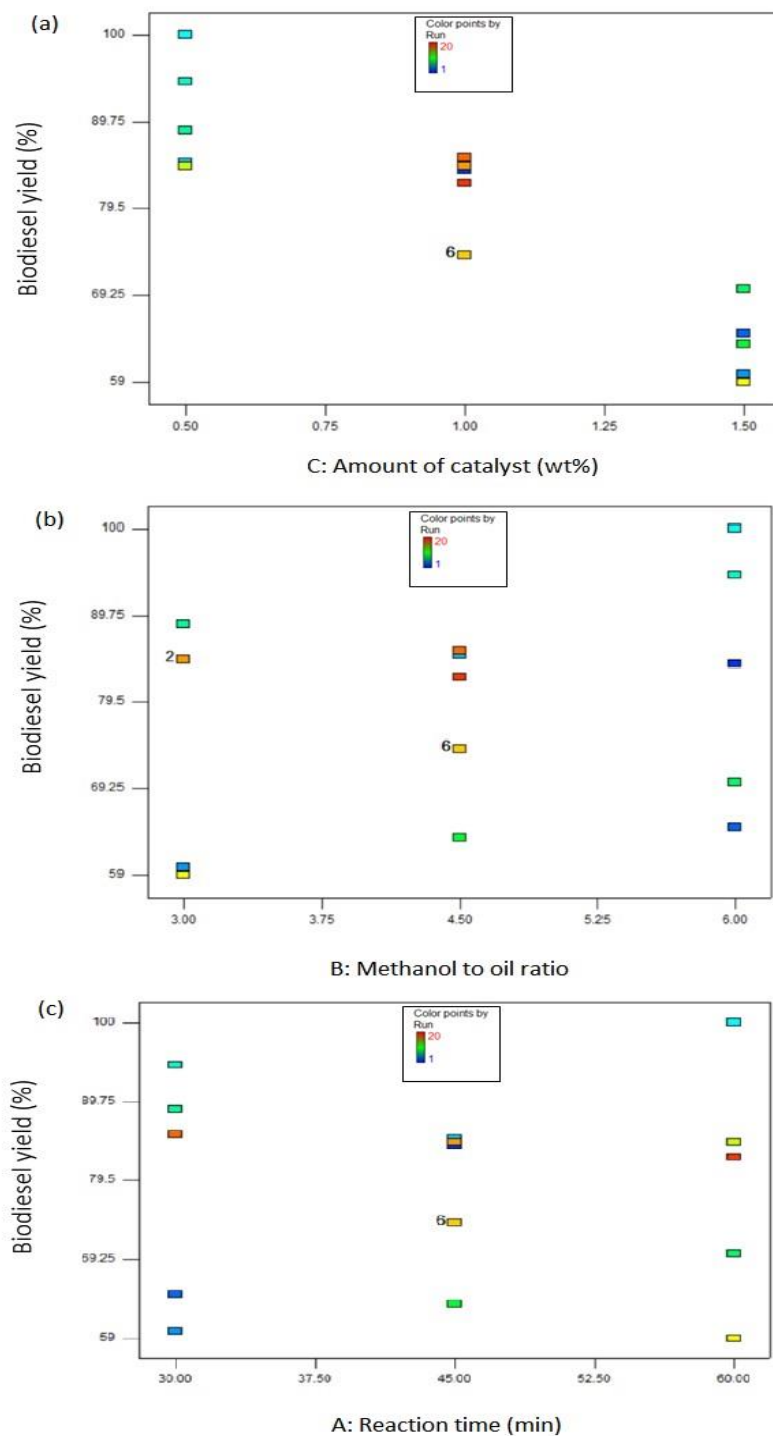 (a)
Color points by
Run
20
1
100
89.75
79.5
69.25
59
6
Biodiesel yield (%)
0.50 0.75 1.00 1.25 1.50
C: Amount of catalyst (wt%)
(b)
Color points by
Run
20
1
100
89.75
79.5
69.25
59
2
6
Biodiesel yield (%)
3.00 3.75 4.50 5.25 6.00
B: Methanol to oil ratio
(c)
Color points by
Run
20
1
100
89.75
79.5
69.25
59
6
Biodiesel yield (%)
30.00 37.50 45.00 52.50 60.00
A: Reaction time (min)